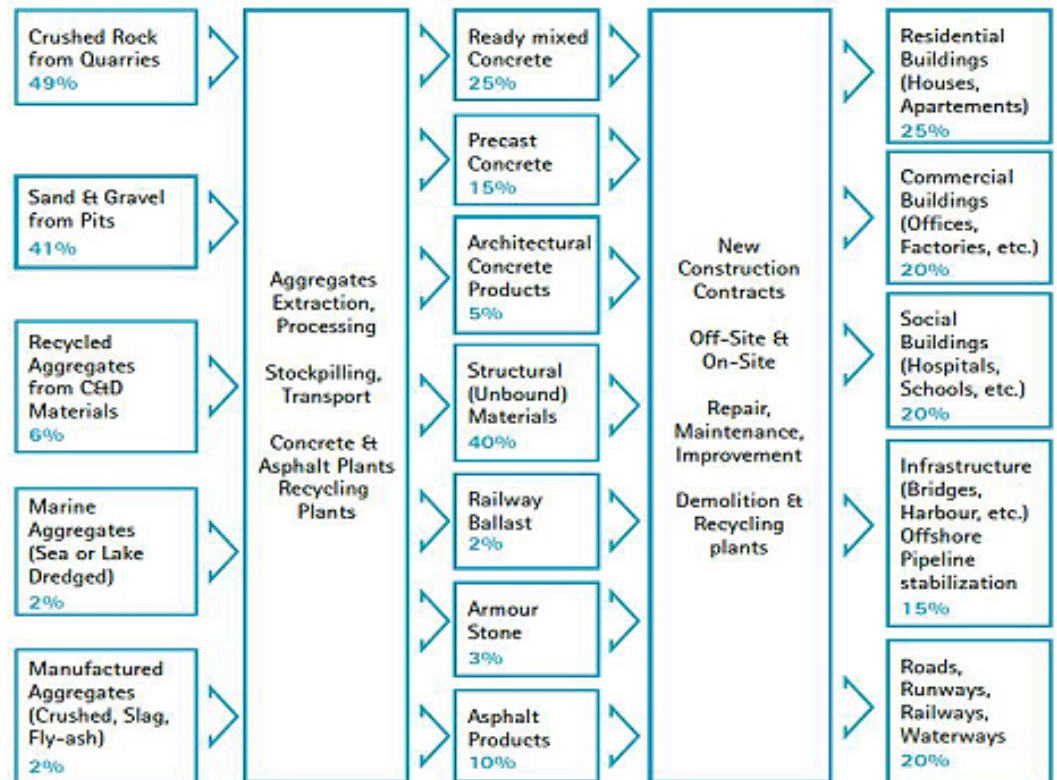 Crushed Rock
from Quarries
49%
Sand & Gravel
from Pits
41%
Recycled
Aggregates
from C&D
Materials
6%
Marine
Aggregates
(Sea or Lake
Dredged)
2%
Manufactured
Aggregates
(Crushed, Slag,
Fly-ash)
2%
Aggregates
Extraction,
Processing
Stockpilling,
Transport
Concrete &
Asphalt Plants
Recycling
Plants
Ready mixed
Concrete
25%
Precast
Concrete
15%
Architectural
Concrete
Products
5%
Structural
(Unbound)
Materials
40%
Railway
Ballast
2%
Armour
Stone
3%
Asphalt
Products
10%
New
Construction
Contracts
Off-Site &
On-Site
Repair,
Maintenance,
Improvement
Demolition &
Recycling
plants
Residential
Buildings
(Houses,
Apartements)
25%
Commercial
Buildings
(Offices,
Factories, etc.)
20%
Social
Buildings
(Hospitals,
Schools, etc.)
20%
Infrastructure
(Bridges,
Harbour, etc.)
Offshore
Pipeline
stabilization
15%
Roads,
Runways,
Railways,
Waterways
20%